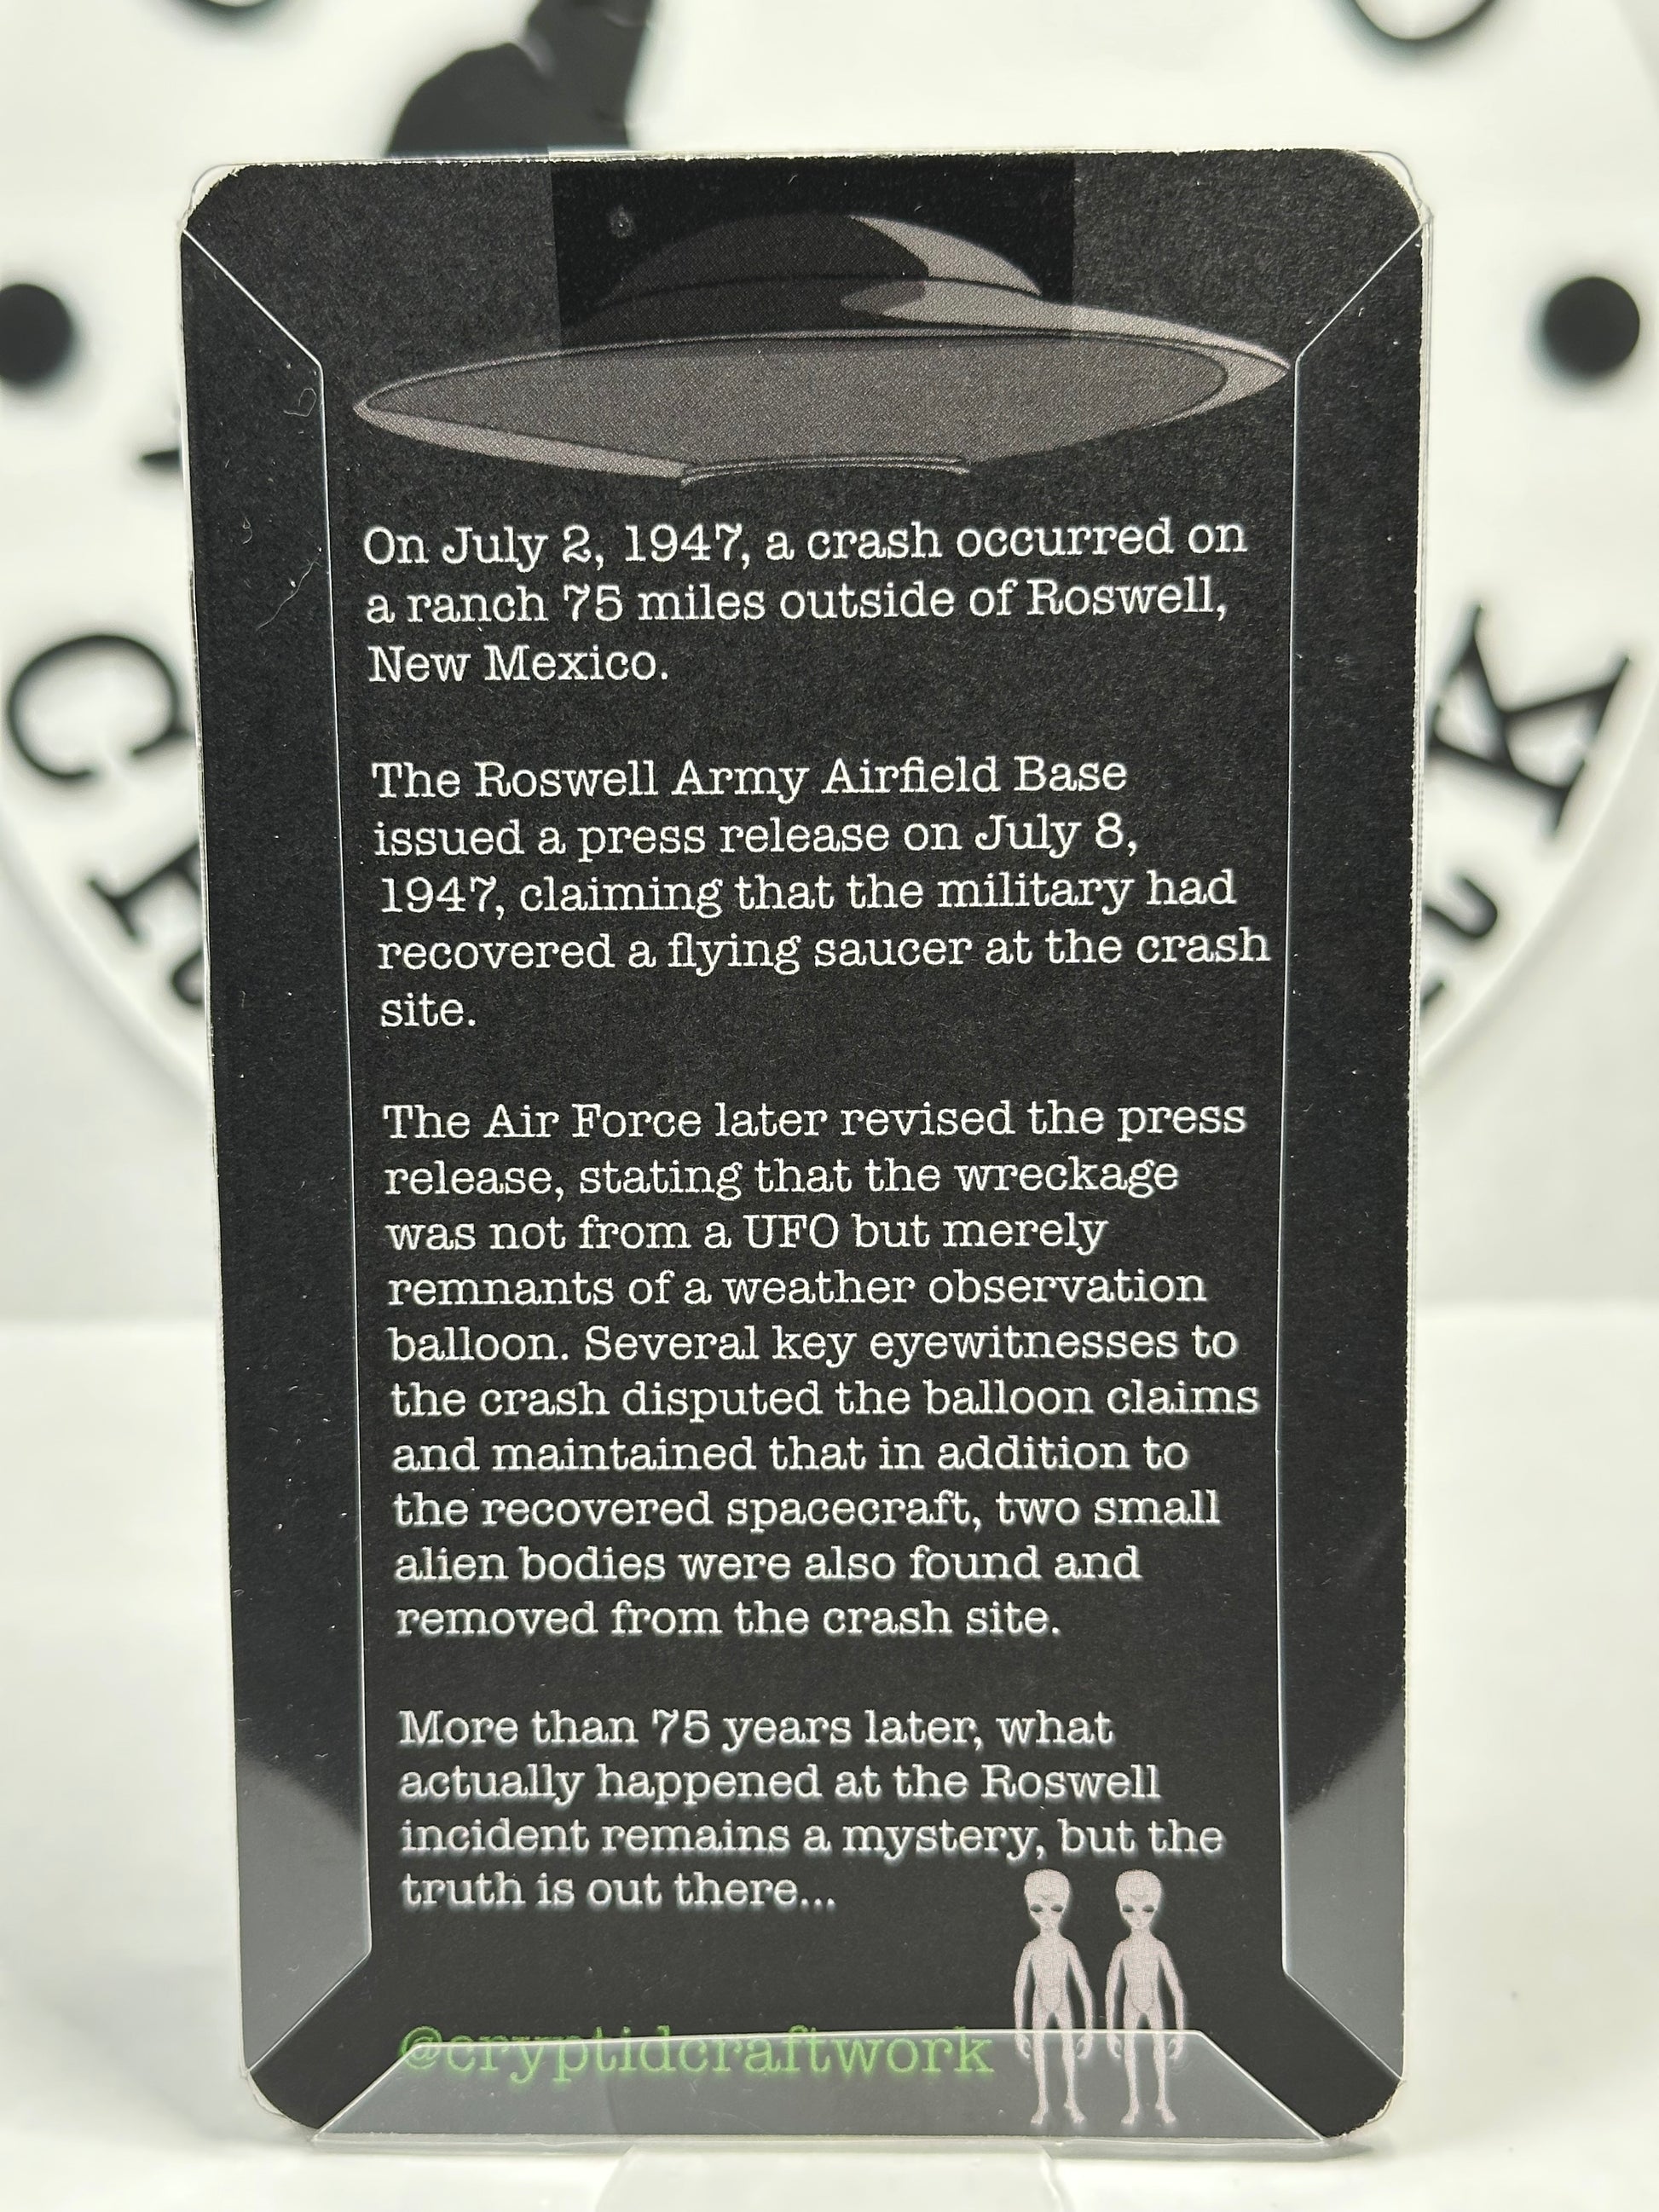 On July 2, 1947, a crash occurred on
a ranch 75 miles outside of Roswell,
New Mexico.
The Roswell Army Airfield Base
issued a press release on July 8,
1947, claiming that the military had
recovered a flying saucer at the crash
site.
The Air Force later revised the press
release, stating that the wreckage
was not from a UFO but merely
remnants of a weather observation
balloon. Several key eyewitnesses to
the crash disputed the balloon claims
and maintained that in addition to
the recovered spacecraft, two small
alien bodies were also found and
removed from the crash site.
More than 75 years later, what
actually happened at the Roswell
incident remains a mystery, but the
truth is out there...
@cryptidcraftwork